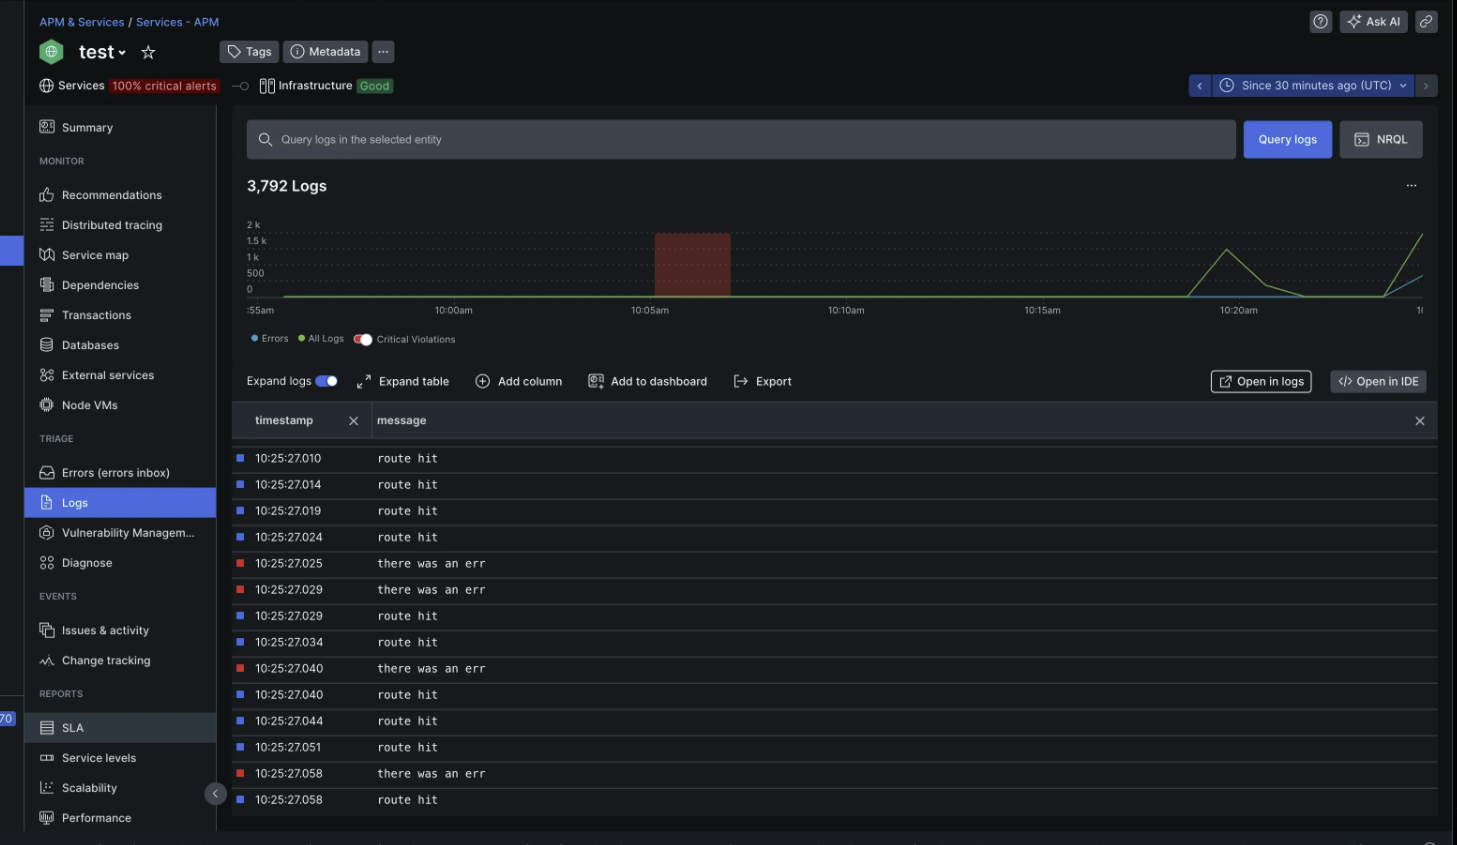 APM & Services / Services - APM
Ask AI
test
Tags
Metadata
...
Services 100% critical alerts
Infrastructure Good
Since 30 minutes ago (UTC)
Summary
MONITOR
Recommendations
Distributed tracing
Service map
Dependencies
Transactions
Databases
External services
Node VMs
TRIAGE
Errors (errors inbox)
Logs
Vulnerability Managem...
Diagnose
EVENTS
Issues & activity
Change tracking
REPORTS
70
SLA
Service levels
Scalability
Performance
Query logs in the selected entity
Query logs
NRQL
3,792 Logs
...
2 k
1.5 k
1 k
500
0
:55am 10:00am 10:05am 10:10am 10:15am 10:20am
Errors All Logs Critical Violations
Expand logs
Expand table
Add column
Add to dashboard
Export
Open in logs
</> Open in IDE
timestamp message
10:25:27.010 route hit
10:25:27.014 route hit
10:25:27.019 route hit
10:25:27.024 route hit
10:25:27.025 there was an err
10:25:27.029 there was an err
10:25:27.029 route hit
10:25:27.034 route hit
10:25:27.040 there was an err
10:25:27.040 route hit
10:25:27.044 route hit
10:25:27.051 route hit
10:25:27.058 there was an err
10:25:27.058 route hit